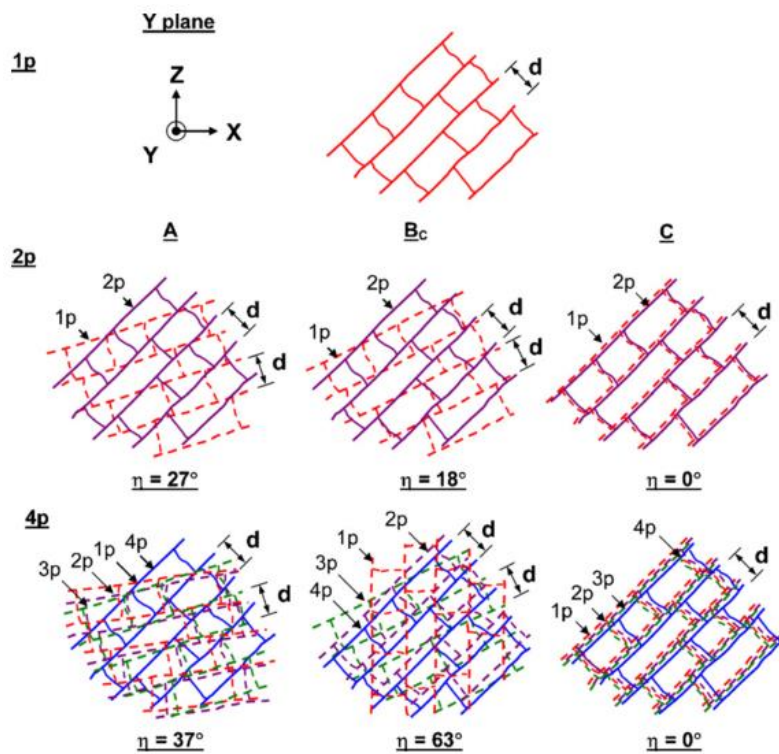 Y plane
1p
Z
X
Y
d
A
B_C
C
2p
2p
1p
d
d
2p
1p
d
d
2p
1p
d
η = 27°
η = 18°
η = 0°
4p
4p
1p
2p
3p
d
d
2p
1p
3p
4p
d
d
4p
3p
2p
1p
d
η = 37°
η = 63°
η = 0°